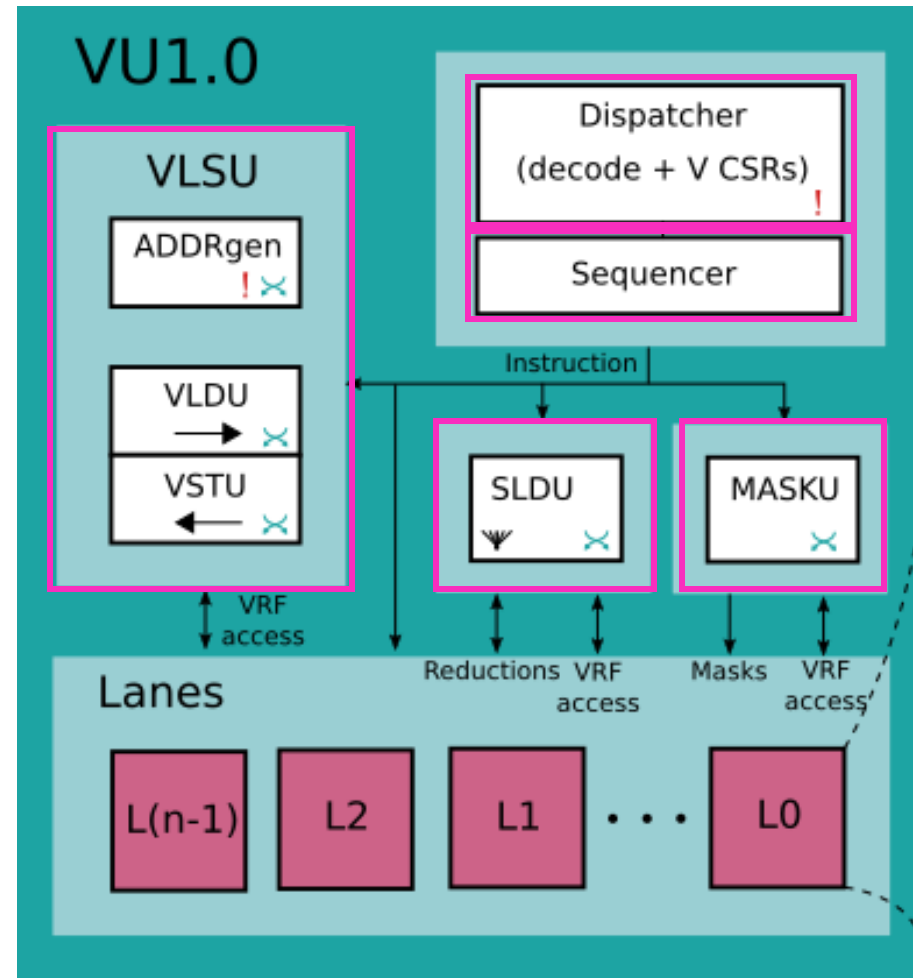 VU1.0
Dispatcher
(decode + V CSRs)
!
Sequencer
VLSU
ADDRgen
!
VLDU
VSTU
Instruction
SLDU
MASKU
VRF
access
Reductions
VRF
access
Masks
VRF
access
Lanes
L(n-1)
L2
L1
L0